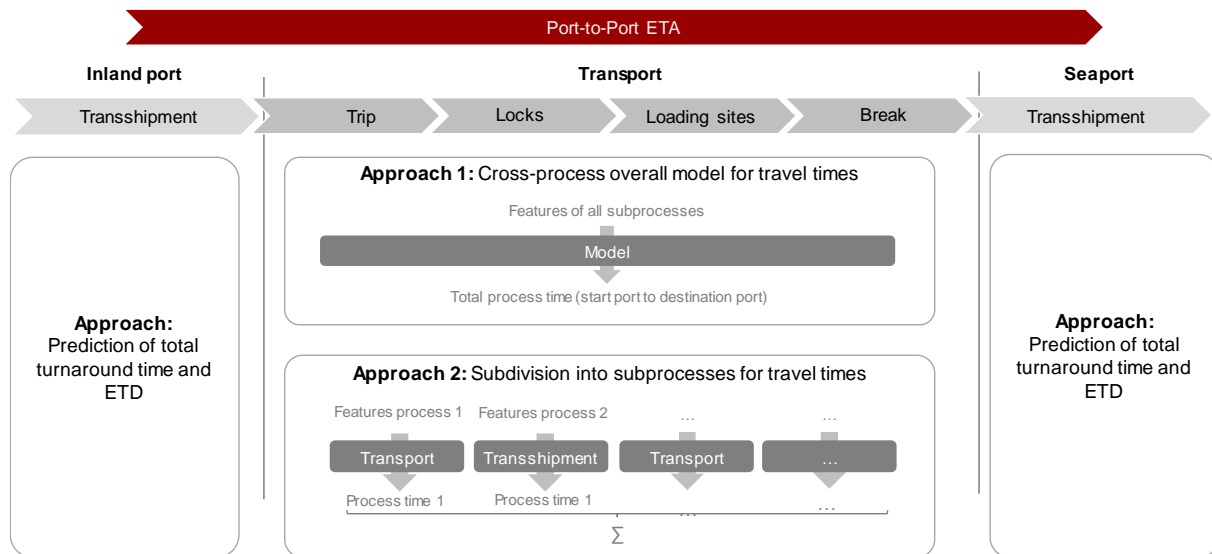 Port-to-Port ETA
Inland port
Transport
Seaport
Transshipment
Trip
Locks
Loading sites
Break
Transshipment
Approach:
Prediction of total
turnaround time and
ETD
Approach 1: Cross-process overall model for travel times
Features of all subprocesses
Model
Total process time (start port to destination port)
Approach 2: Subdivision into subprocesses for travel times
Features process 1
Features process 2
...
...
Transport
Transshipment
Transport
...
Process time 1
Process time 1
...
...
Σ
Approach:
Prediction of total
turnaround time and
ETD